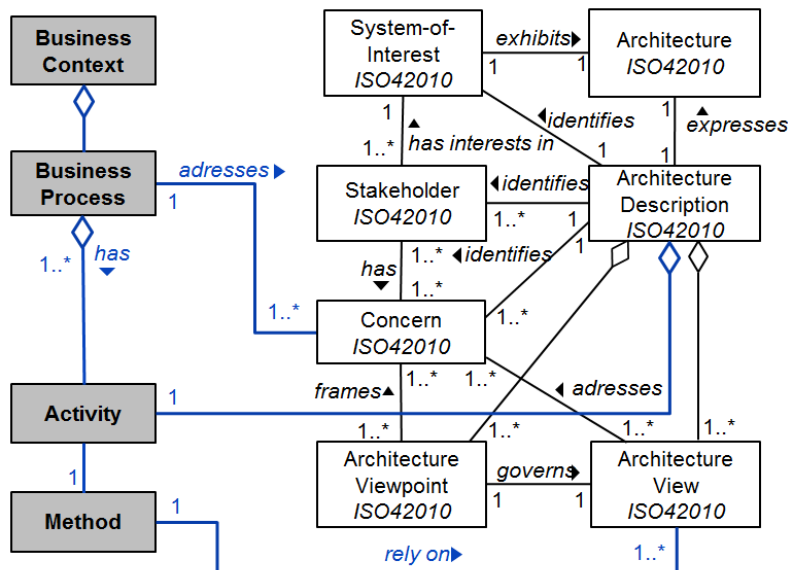 Business
Context
System-of-
Interest
ISO42010
exhibits
1
1
Architecture
ISO42010
1
1..*
has interests in
identifies
1
1
1
expresses
Business
Process
adresses
1
Stakeholder
ISO42010
identifies
1..*
1
Architecture
Description
ISO42010
1
has
1..*
has
1..*
1..*
identifies
1..*
1..*
Concern
ISO42010
frames
1..*
1..*
adresses
Activity
1
1..*
1..*
1..*
1..*
1
Architecture
Viewpoint
ISO42010
governs
1
1
Architecture
View
ISO42010
Method
1
rely on
1..*